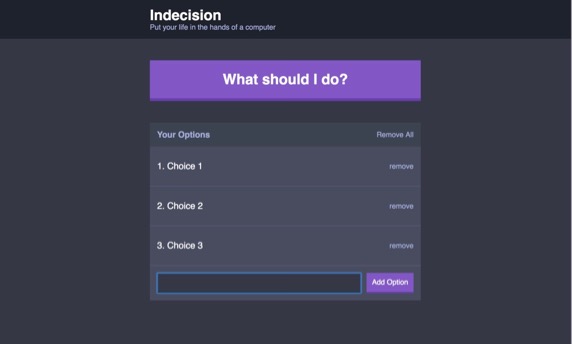 Indecision
Put your life in the hands of a computer
What should I do?
Your Options Remove All
1. Choice 1 remove
2. Choice 2 remove
3. Choice 3 remove
Add Option